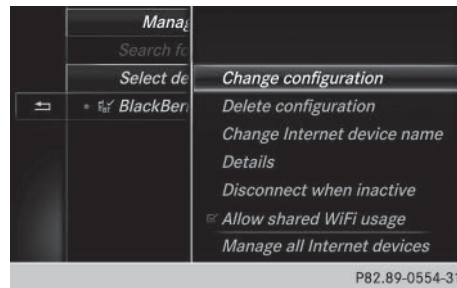 Manag
Search fo
Select de
BlackBerr
Change configuration
Delete configuration
Change Internet device name
Details
Disconnect when inactive
Allow shared WiFi usage
Manage all Internet devices
P82.89-0554-31